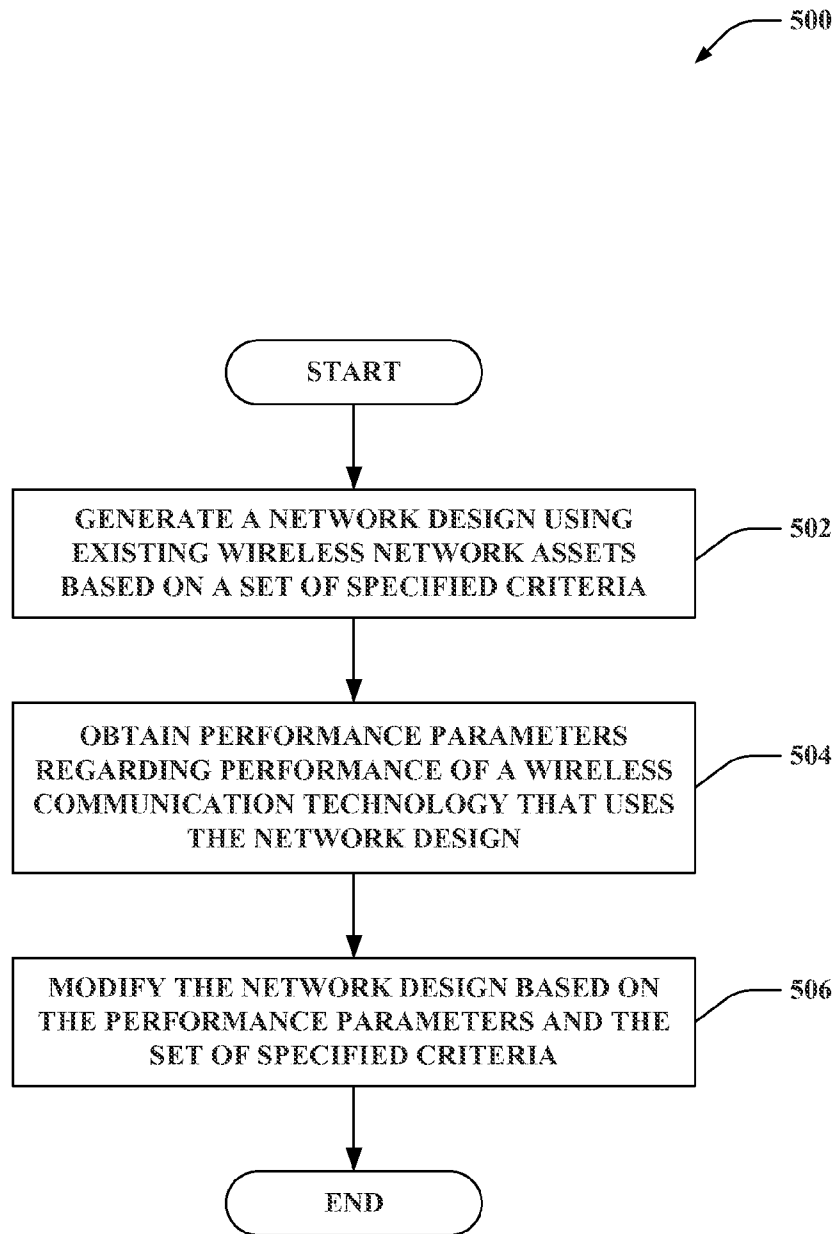 500
START
GENERATE A NETWORK DESIGN USING
EXISTING WIRELESS NETWORK ASSETS
BASED ON A SET OF SPECIFIED CRITERIA
502
OBTAIN PERFORMANCE PARAMETERS
REGARDING PERFORMANCE OF A WIRELESS
COMMUNICATION TECHNOLOGY THAT USES
THE NETWORK DESIGN
504
MODIFY THE NETWORK DESIGN BASED ON
THE PERFORMANCE PARAMETERS AND THE
SET OF SPECIFIED CRITERIA
506
END